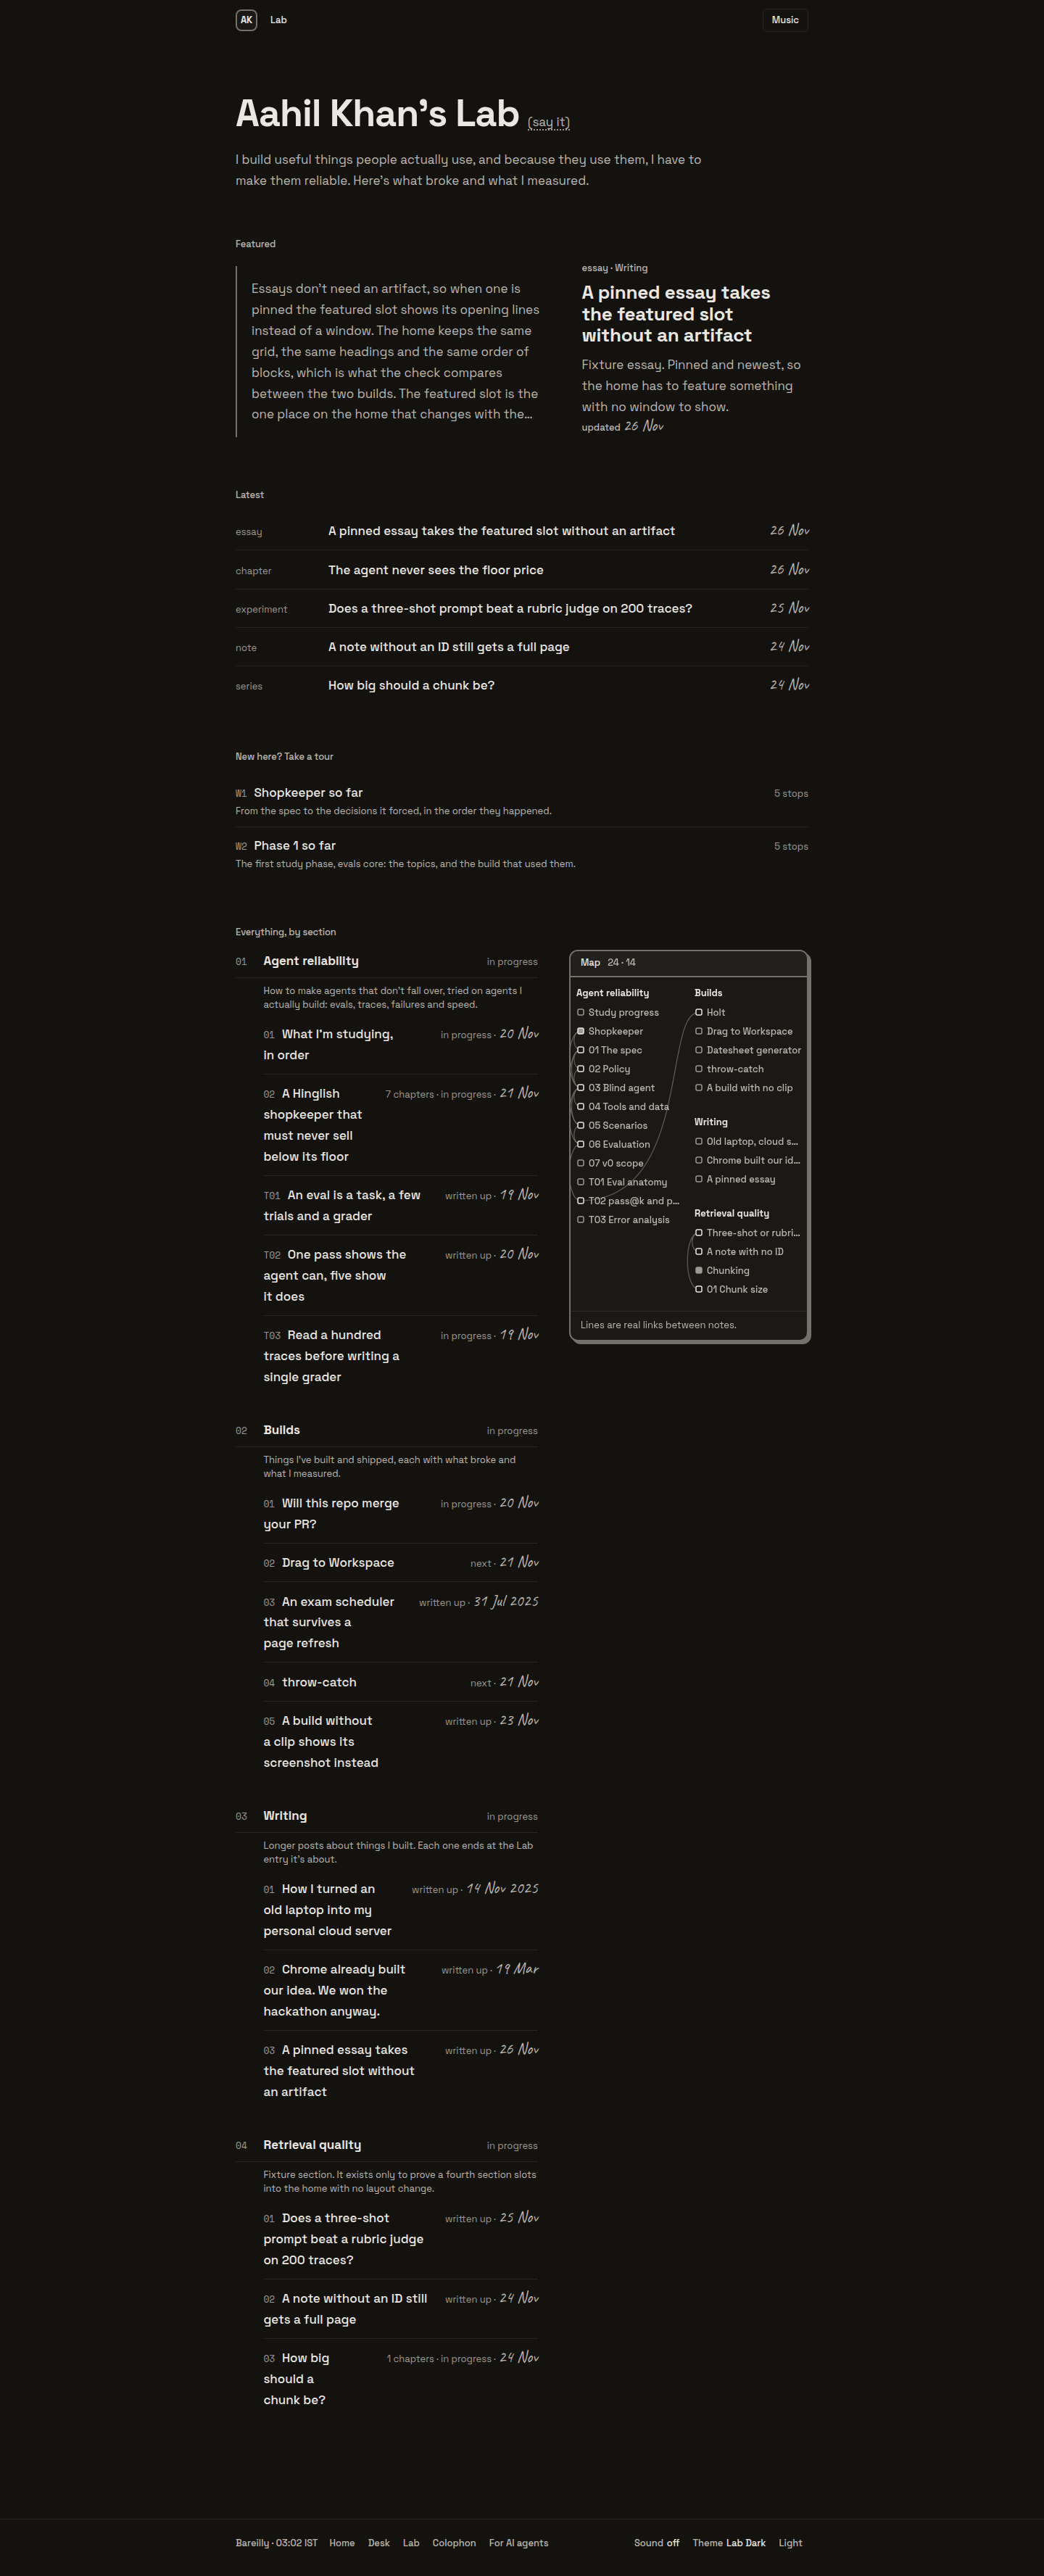 AK Lab Music
Aahil Khan's Lab (say it)
I build useful things people actually use, and because they use them, I have to
make them reliable. Here's what broke and what I measured.
Featured
Essays don't need an artifact, so when one is
pinned the featured slot shows its opening lines
instead of a window. The home keeps the same
grid, the same headings and the same order of
blocks, which is what the check compares
between the two builds. The featured slot is the
one place on the home that changes with the…
essay · Writing
A pinned essay takes
the featured slot
without an artifact
Fixture essay. Pinned and newest, so
the home has to feature something
with no window to show.
updated 26 Nov
Latest
essay A pinned essay takes the featured slot without an artifact 26 Nov
chapter The agent never sees the floor price 26 Nov
experiment Does a three-shot prompt beat a rubric judge on 200 traces? 25 Nov
note A note without an ID still gets a full page 24 Nov
series How big should a chunk be? 24 Nov
New here? Take a tour
W1 Shopkeeper so far 5 stops
From the spec to the decisions it forced, in the order they happened.
W2 Phase 1 so far 5 stops
The first study phase, evals core: the topics, and the build that used them.
Everything, by section
01 Agent reliability in progress
How to make agents that don't fall over, tried on agents I
actually build: evals, traces, failures and speed.
01 What I'm studying, in progress · 20 Nov
in order
02 A Hinglish 7 chapters · in progress · 21 Nov
shopkeeper that
must never sell
below its floor
T01 An eval is a task, a few written up · 19 Nov
trials and a grader
T02 One pass shows the written up · 20 Nov
agent can, five show
it does
T03 Read a hundred in progress · 19 Nov
traces before writing a
single grader
02 Builds in progress
Things I've built and shipped, each with what broke and
what I measured.
01 Will this repo merge in progress · 20 Nov
your PR?
02 Drag to Workspace next · 21 Nov
03 An exam scheduler written up · 31 Jul 2025
that survives a
page refresh
04 throw-catch next · 21 Nov
05 A build without written up · 23 Nov
a clip shows its
screenshot instead
03 Writing in progress
Longer posts about things I built. Each one ends at the Lab
entry it's about.
01 How I turned an written up · 14 Nov 2025
old laptop into my
personal cloud server
02 Chrome already built written up · 19 Mar
our idea. We won the
hackathon anyway.
03 A pinned essay takes written up · 26 Nov
the featured slot without
an artifact
04 Retrieval quality in progress
Fixture section. It exists only to prove a fourth section slots
into the home with no layout change.
01 Does a three-shot written up · 25 Nov
prompt beat a rubric judge
on 200 traces?
02 A note without an ID still written up · 24 Nov
gets a full page
03 How big 1 chapters · in progress · 24 Nov
should a
chunk be?
Map 24 · 14
Agent reliability
Study progress
Shopkeeper
01 The spec
02 Policy
03 Blind agent
04 Tools and data
05 Scenarios
06 Evaluation
07 v0 scope
T01 Eval anatomy
T02 pass@k and p…
T03 Error analysis
Builds
Holt
Drag to Workspace
Datesheet generator
throw-catch
A build with no clip
Writing
Old laptop, cloud s…
Chrome built our id…
A pinned essay
Retrieval quality
Three-shot or rubri…
A note with no ID
Chunking
01 Chunk size
Lines are real links between notes.
Bareilly · 03:02 IST Home Desk Lab Colophon For AI agents Sound off Theme Lab Dark Light